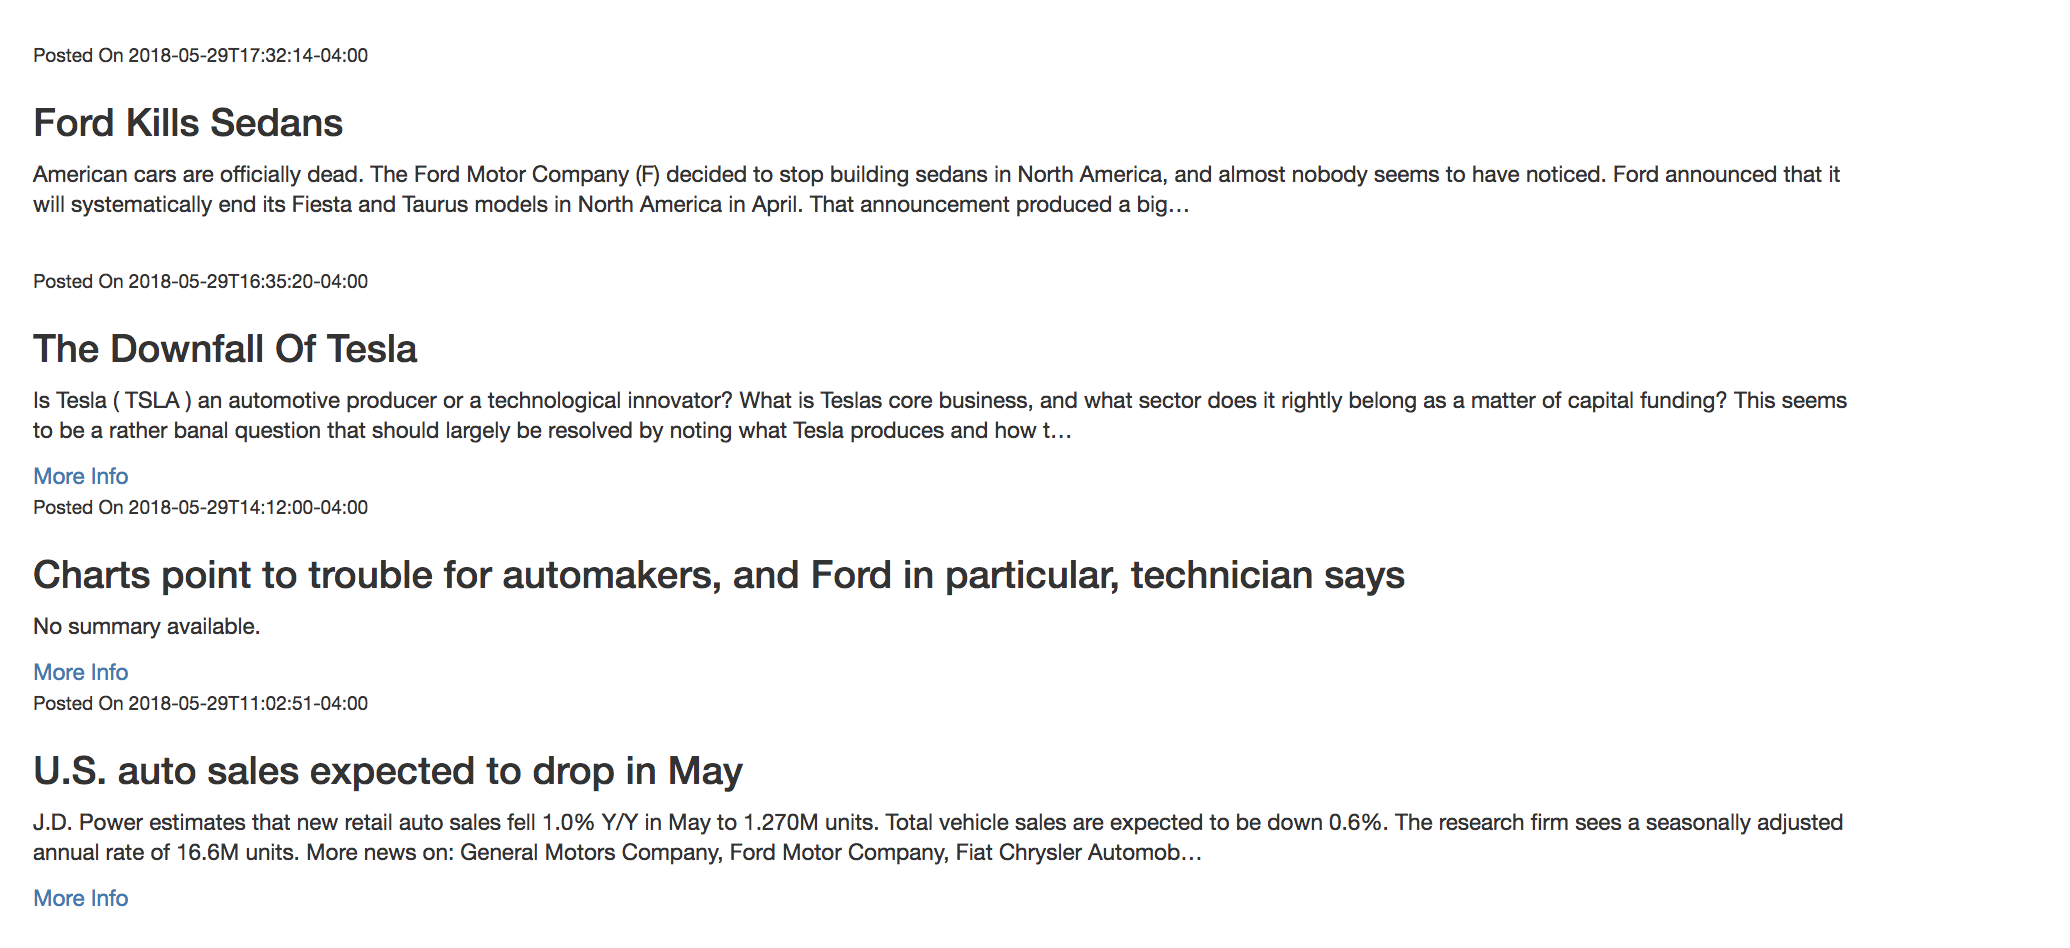 Posted On 2018-05-29T17:32:14-04:00
Ford Kills Sedans
American cars are officially dead. The Ford Motor Company (F) decided to stop building sedans in North America, and almost nobody seems to have noticed. Ford announced that it
will systematically end its Fiesta and Taurus models in North America in April. That announcement produced a big…
Posted On 2018-05-29T16:35:20-04:00
The Downfall Of Tesla
Is Tesla ( TSLA ) an automotive producer or a technological innovator? What is Teslas core business, and what sector does it rightly belong as a matter of capital funding? This seems
to be a rather banal question that should largely be resolved by noting what Tesla produces and how t…
More Info
Posted On 2018-05-29T14:12:00-04:00
Charts point to trouble for automakers, and Ford in particular, technician says
No summary available.
More Info
Posted On 2018-05-29T11:02:51-04:00
U.S. auto sales expected to drop in May
J.D. Power estimates that new retail auto sales fell 1.0% Y/Y in May to 1.270M units. Total vehicle sales are expected to be down 0.6%. The research firm sees a seasonally adjusted
annual rate of 16.6M units. More news on: General Motors Company, Ford Motor Company, Fiat Chrysler Automob…
More Info